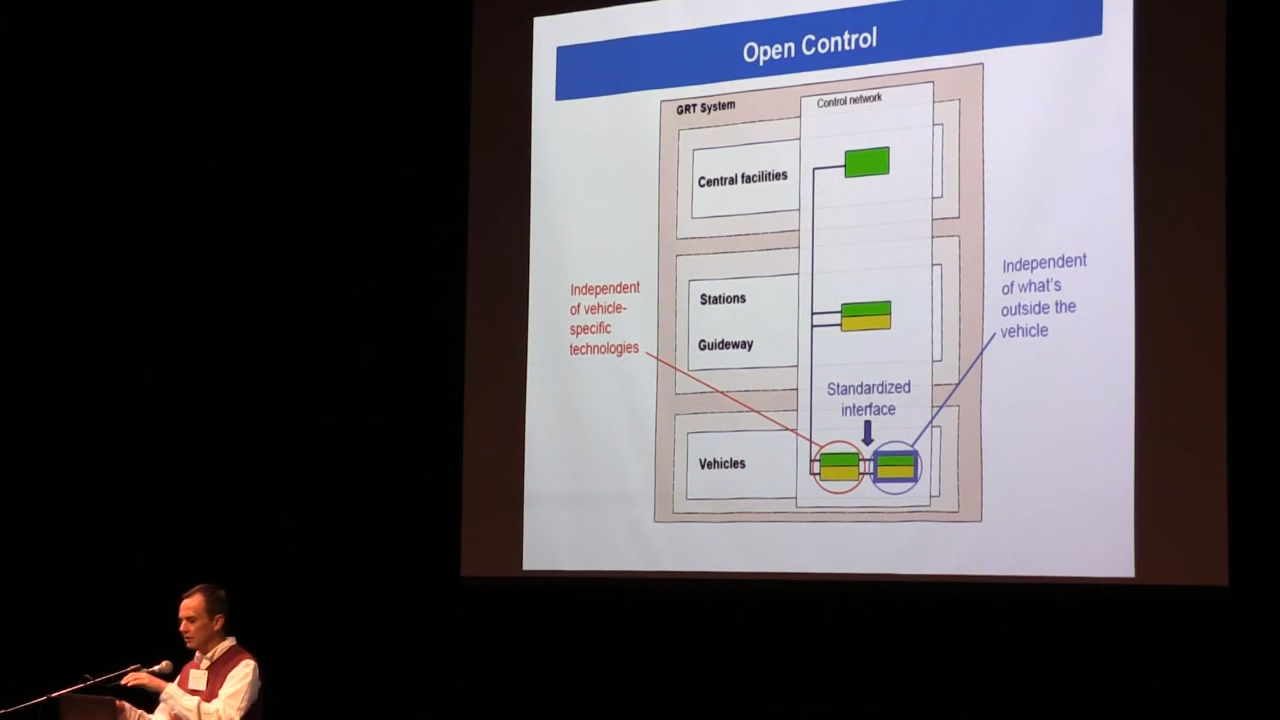 Open Control
GRT System
Control network
Central facilities
Independent
of what's
outside the
vehicle
Independent
of vehicle-
specific
technologies
Stations
Guideway
Standardized
interface
Vehicles